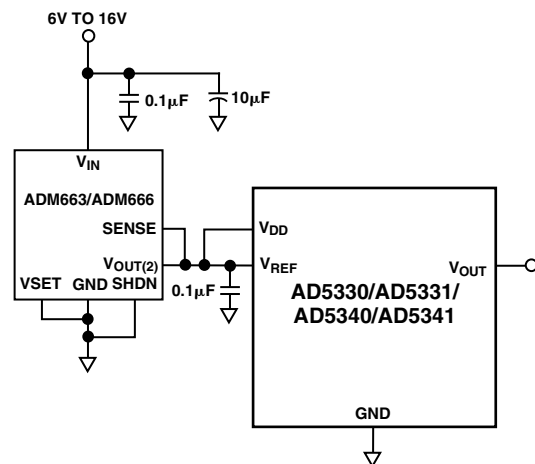 6V TO 16V
0.1μF
10μF
VIN
ADM663/ADM666
SENSE
VOUT(2)
VSET
GND
SHDN
0.1μF
VDD
VREF
VOUT
AD5330/AD5331/
AD5340/AD5341
GND